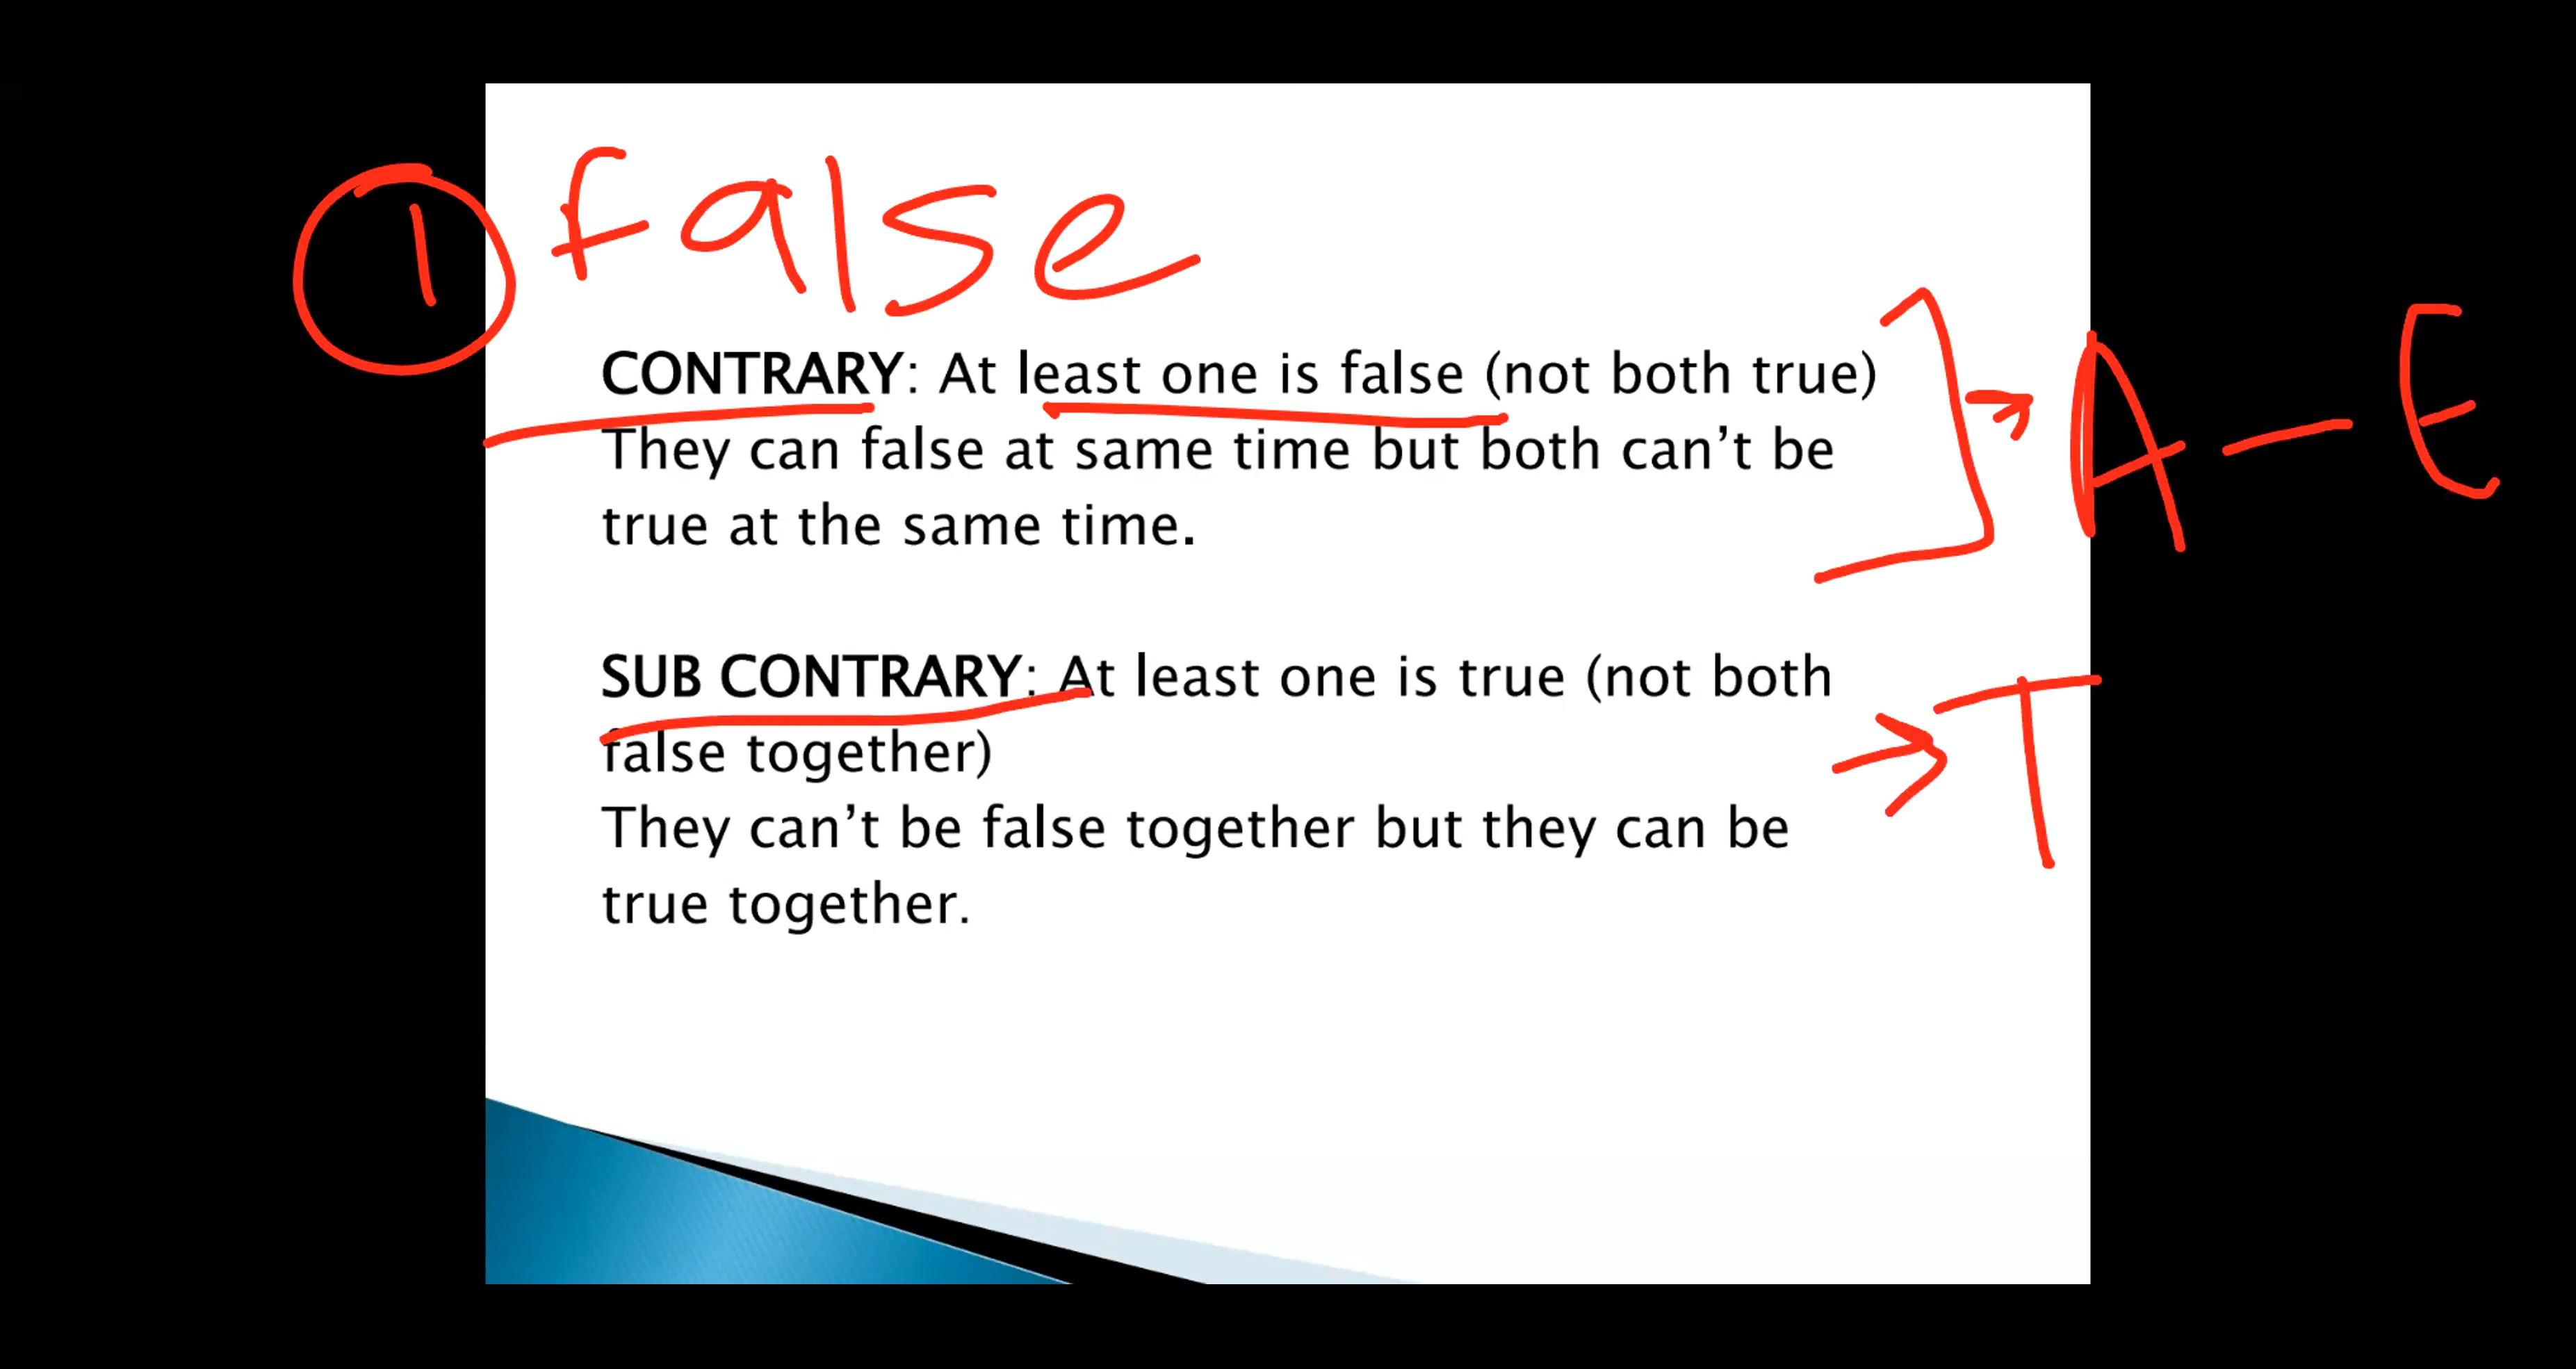 1 false
CONTRARY: At least one is false (not both true)
They can false at same time but both can’t be
true at the same time.
A – E
SUB CONTRARY: At least one is true (not both
false together)
They can’t be false together but they can be
true together.
T